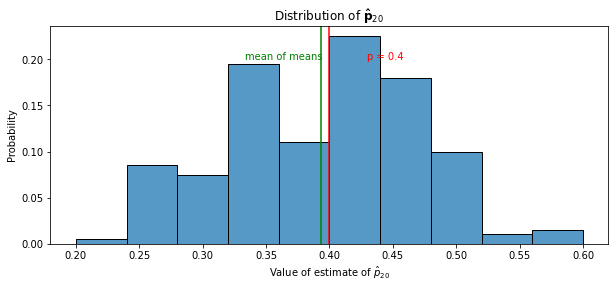 Distribution of p̂₂₀
0.20
mean of means
p = 0.4
0.15
Probability
0.10
0.05
0.00
0.20 0.25 0.30 0.35 0.40 0.45 0.50 0.55 0.60
Value of estimate of p̂₂₀